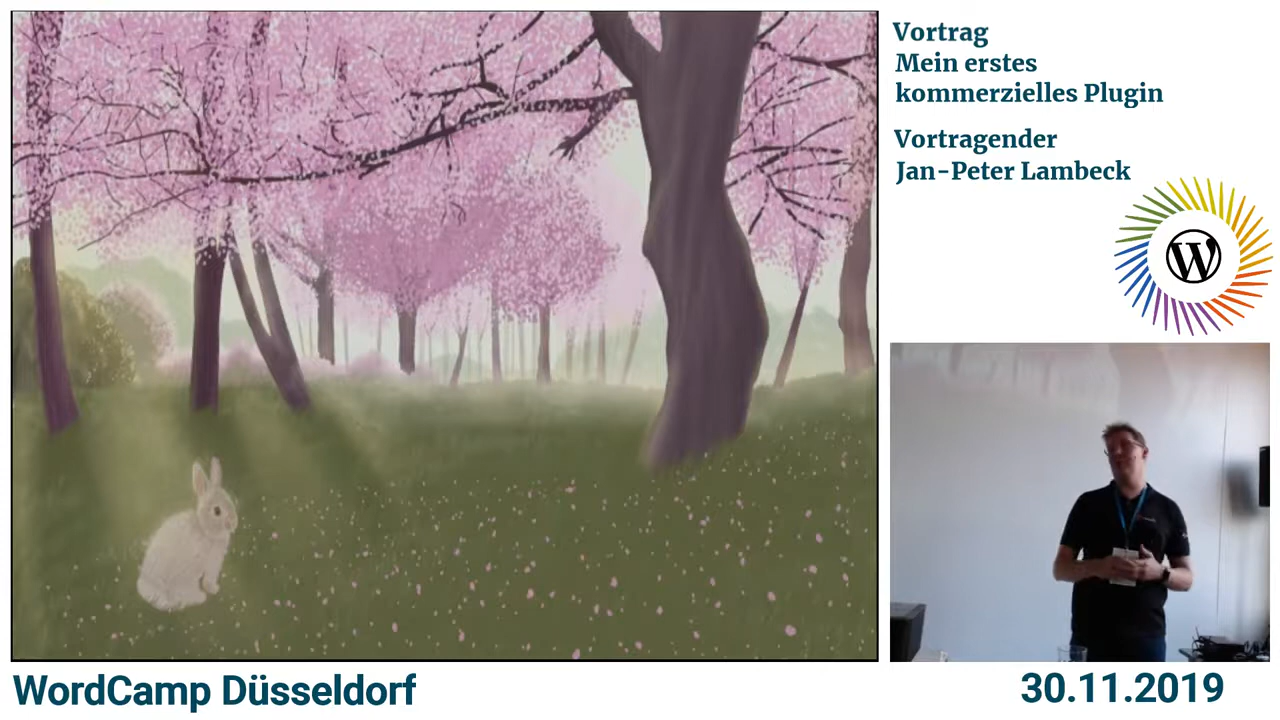 Vortrag
Mein erstes
kommerzielles Plugin
Vortragender
Jan-Peter Lambeck
WordCamp Düsseldorf
30.11.2019